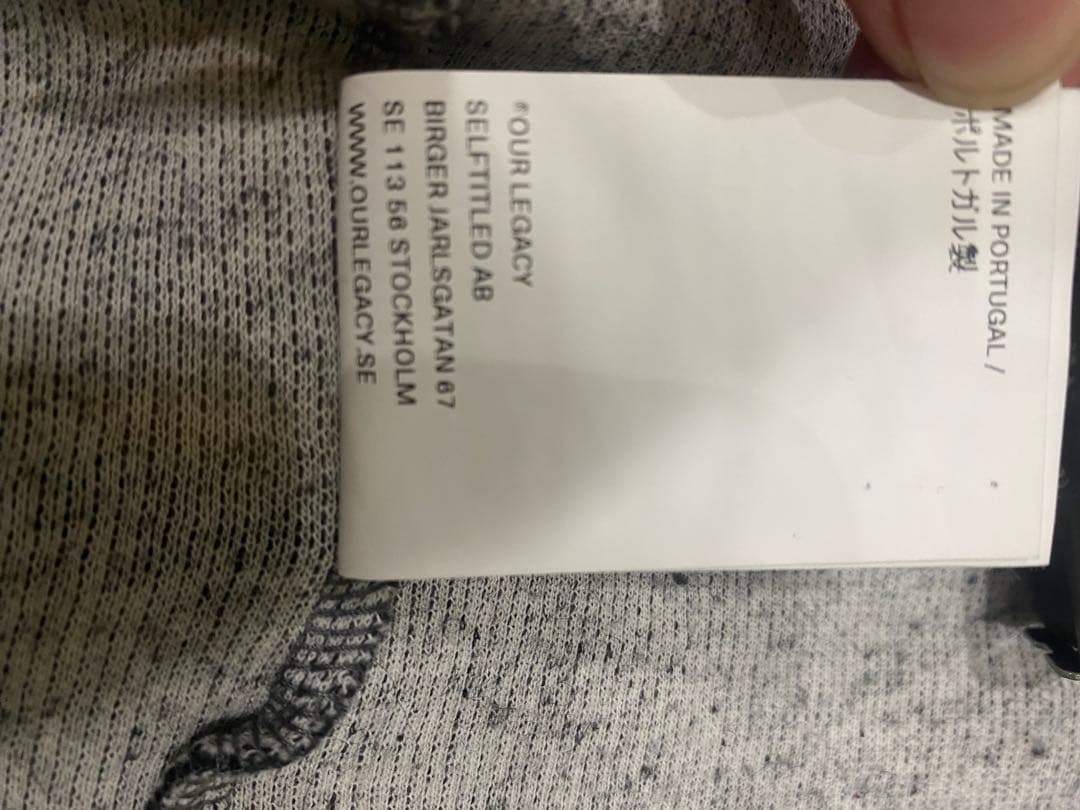 MADE IN PORTUGAL /
ポルトガル製
®OUR LEGACY
SELFTITLED AB
BIRGER JARLSGATAN 67
SE 113 56 STOCKHOLM
WWW.OURLEGACY.SE